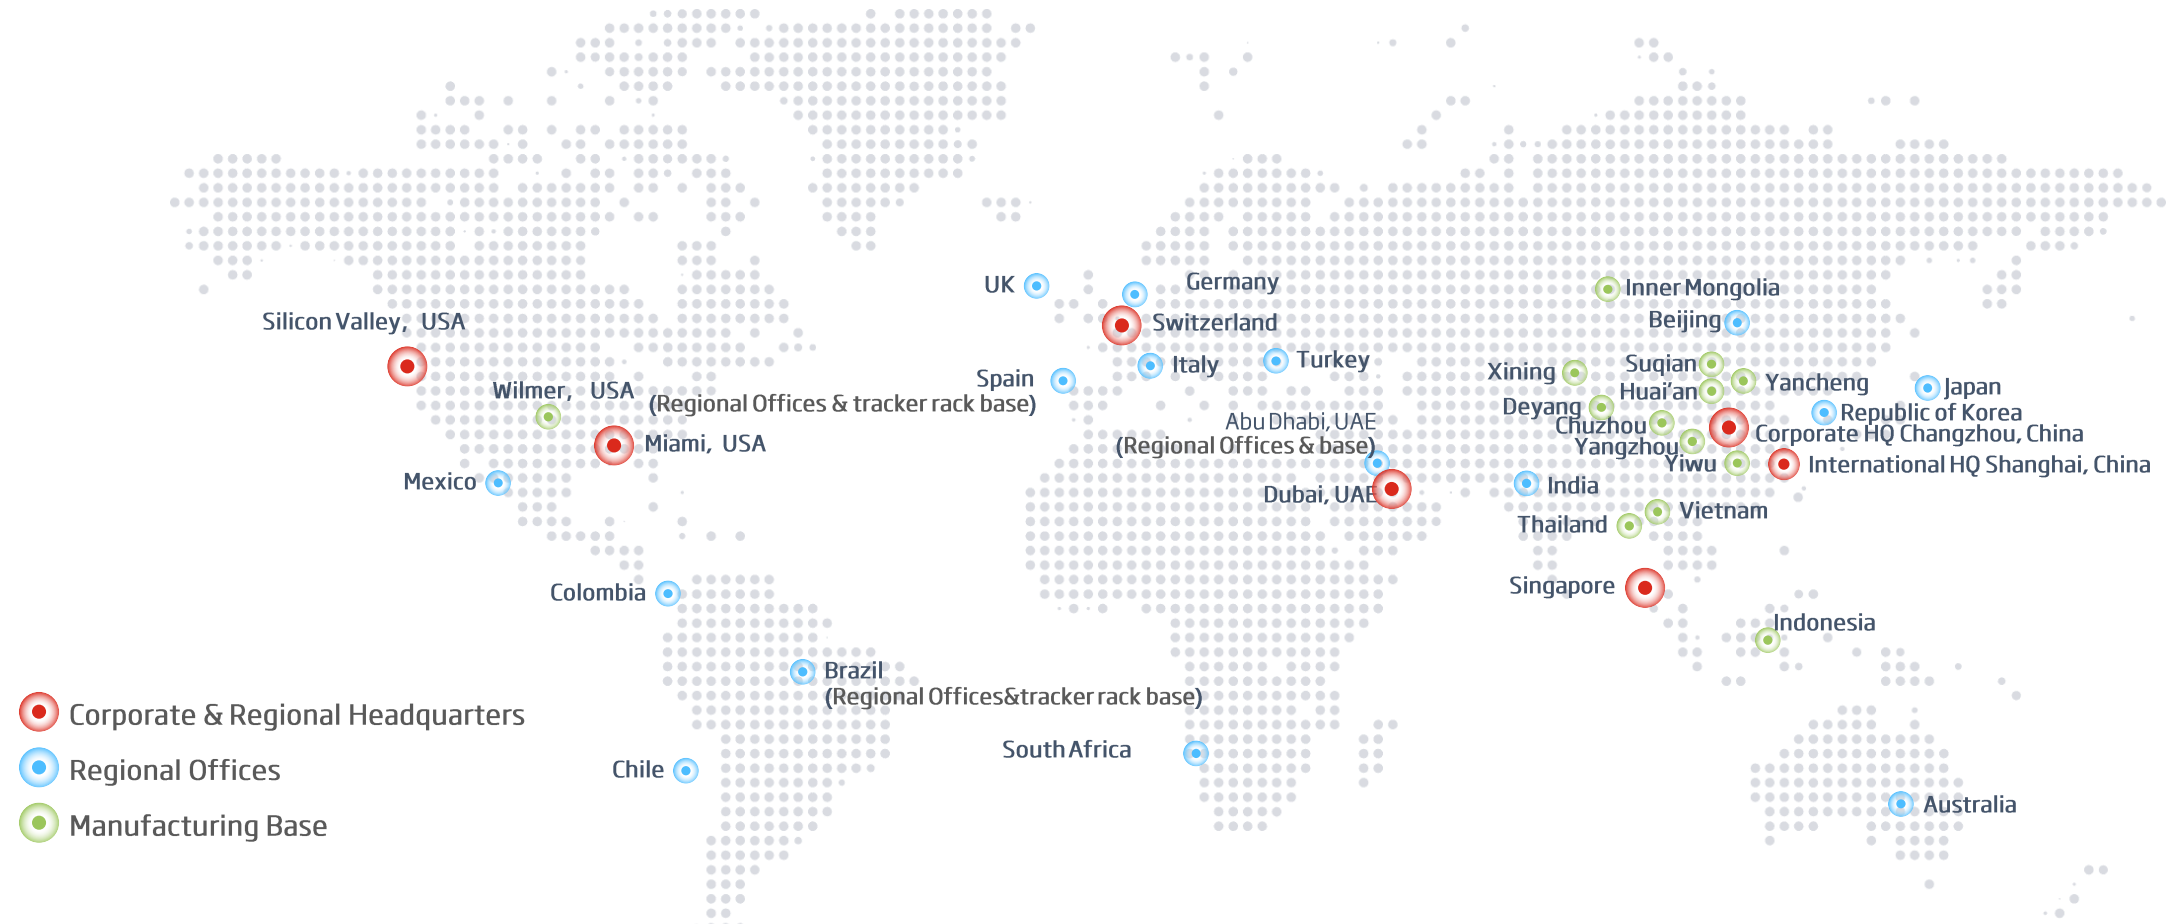 UK
Germany
Inner Mongolia
Silicon Valley, USA
Switzerland
Beijing
Italy
Turkey
Suqian
Xining
Spain
Yancheng
Japan
Wilmer, USA
Huai'an
(Regional Offices & tracker rack base)
Deyang
Republic of Korea
Abu Dhabi, UAE
(Regional Offices & base)
Chuzhou
Corporate HQ Changzhou, China
Miami, USA
Yangzhou
Yiwu
International HQ Shanghai, China
Mexico
Dubai, UAE
India
Vietnam
Thailand
Singapore
Colombia
Indonesia
Brazil
(Regional Offices&tracker rack base)
South Africa
Chile
Australia
Corporate & Regional Headquarters
Regional Offices
Manufacturing Base